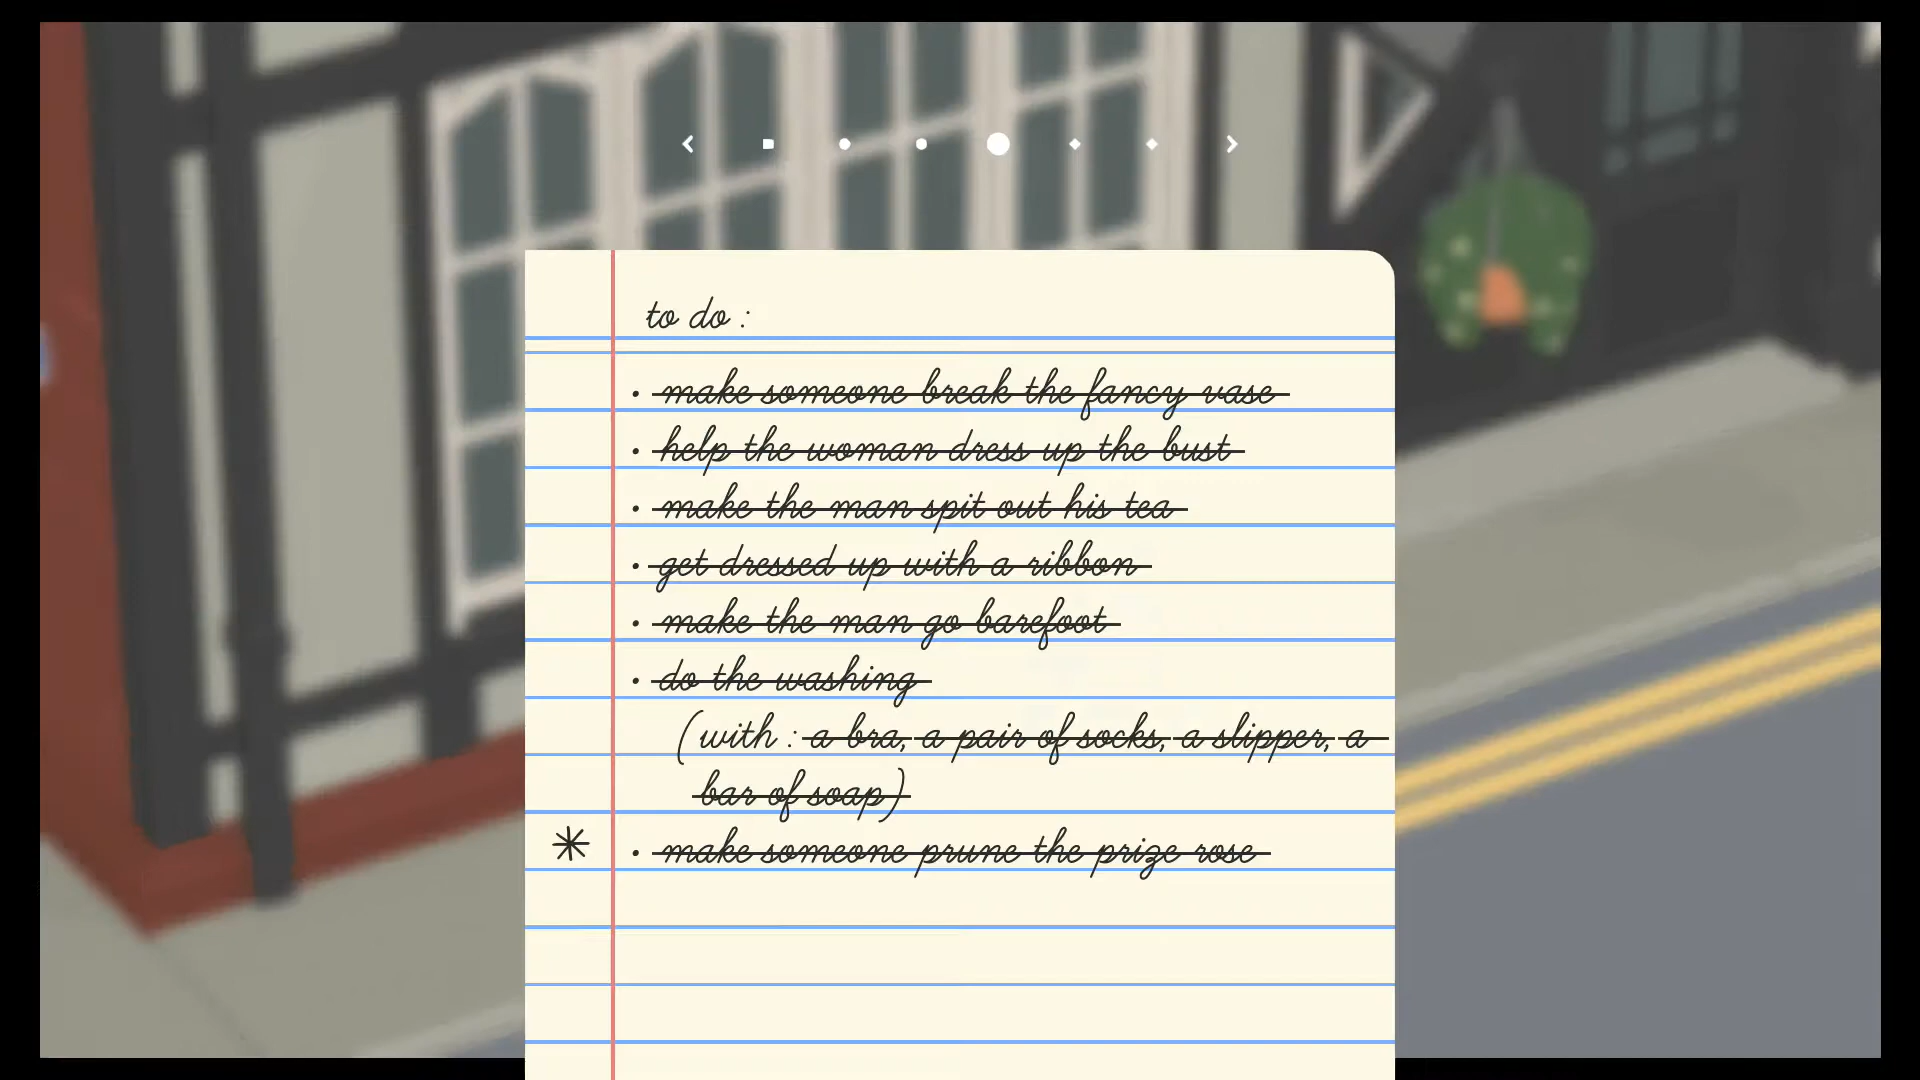 to do :
• make someone break the fancy vase
• help the woman dress up the bust
• make the man spit out his tea
• get dressed up with a ribbon
• make the man go barefoot
• do the washing
(with : a bra, a pair of socks, a slipper, a
bar of soap)
• make someone prune the prize rose